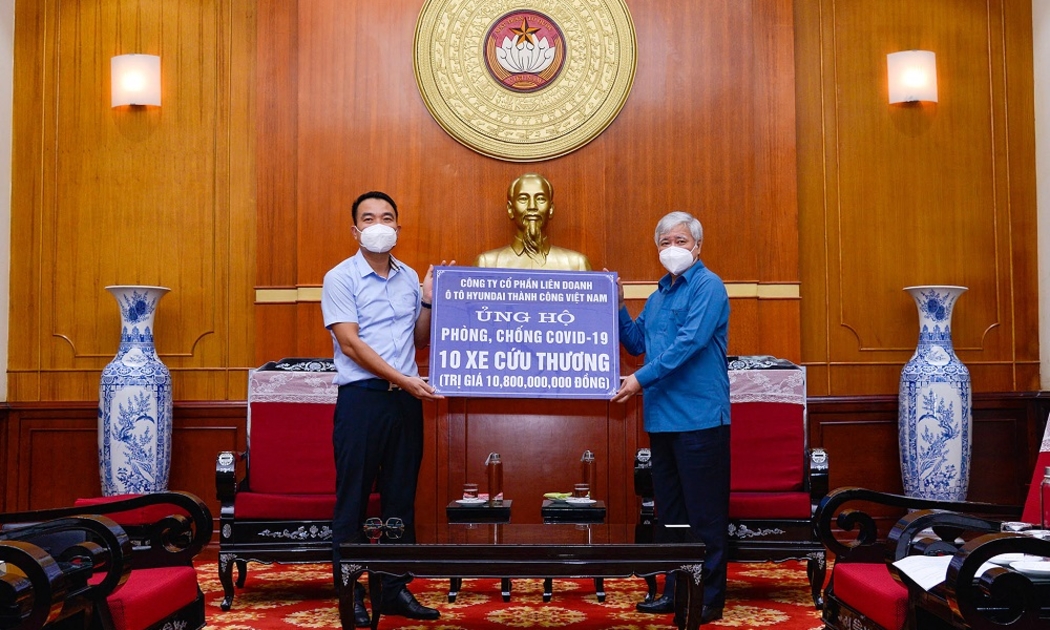 CÔNG TY CỔ PHẦN LIÊN DOANH
Ô TÔ HYUNDAI THÀNH CÔNG VIỆT NAM
ỦNG HỘ
PHÒNG, CHỐNG COVID-19
10 XE CỨU THƯƠNG
(TRỊ GIÁ 10,800,000,000 ĐỒNG)